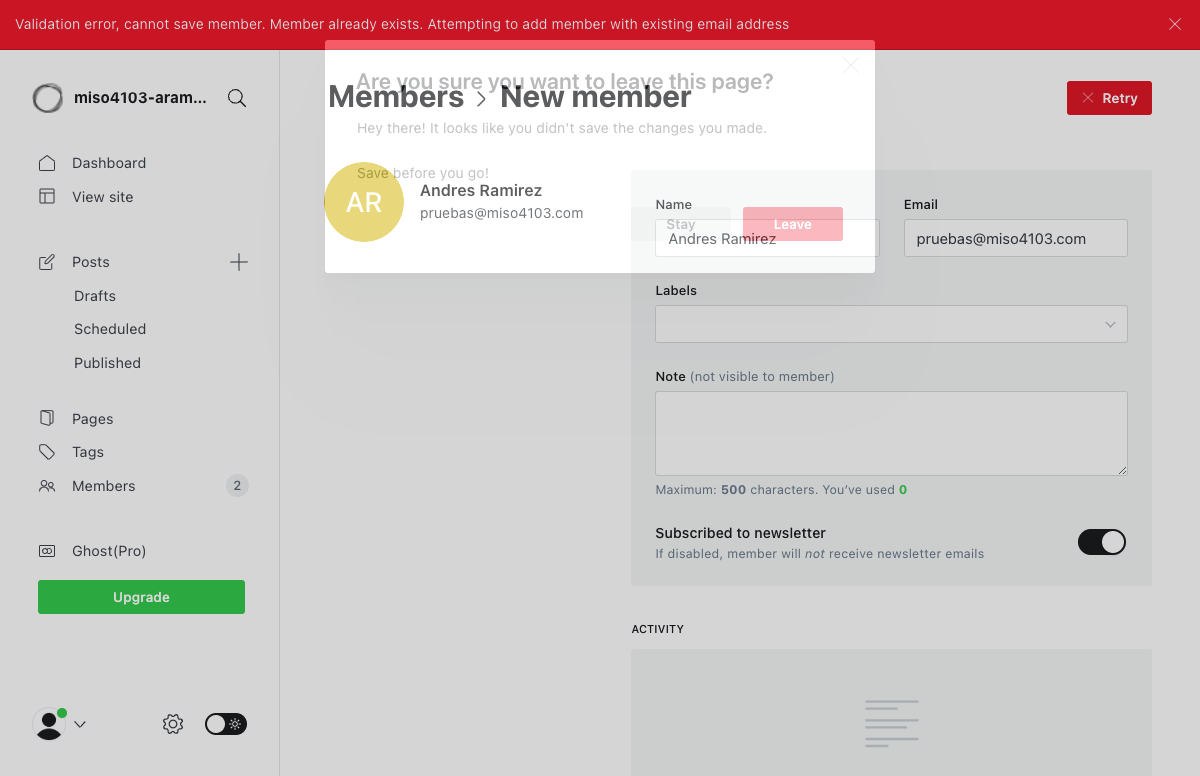 Validation error, cannot save member. Member already exists. Attempting to add member with existing email address
miso4103-aram...
Dashboard
View site
Posts
Drafts
Scheduled
Published
Pages
Tags
Members 2
Ghost(Pro)
Upgrade
Are you sure you want to leave this page?
Members > New member
Retry
Hey there! It looks like you didn't save the changes you made.
Save before you go!
AR
Andres Ramirez
pruebas@miso4103.com
Stay
Leave
Name
Andres Ramirez
Email
pruebas@miso4103.com
Labels
Note (not visible to member)
Maximum: 500 characters. You've used 0
Subscribed to newsletter
If disabled, member will not receive newsletter emails
ACTIVITY